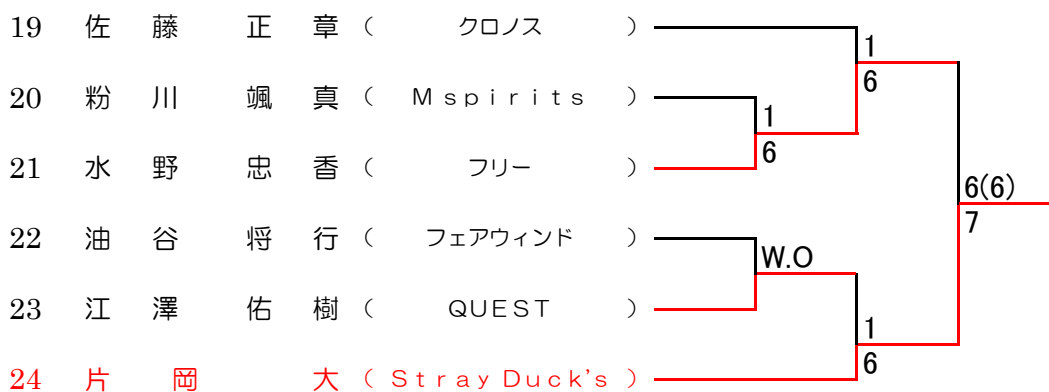 19 佐藤 正章 ( クロノス )
1
6
20 粉川 颯真 ( Mspirits )
1
6
21 水野 忠香 ( フリー )
6(6)
7
22 油谷 将行 ( フェアウィンド )
W.O
23 江澤 佑樹 ( QUEST )
1
6
24 片岡 大 ( Stray Duck's )